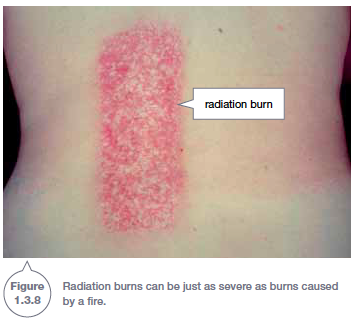 radiation burn
Figure
1.3.8
Radiation burns can be just as severe as burns caused
by a fire.